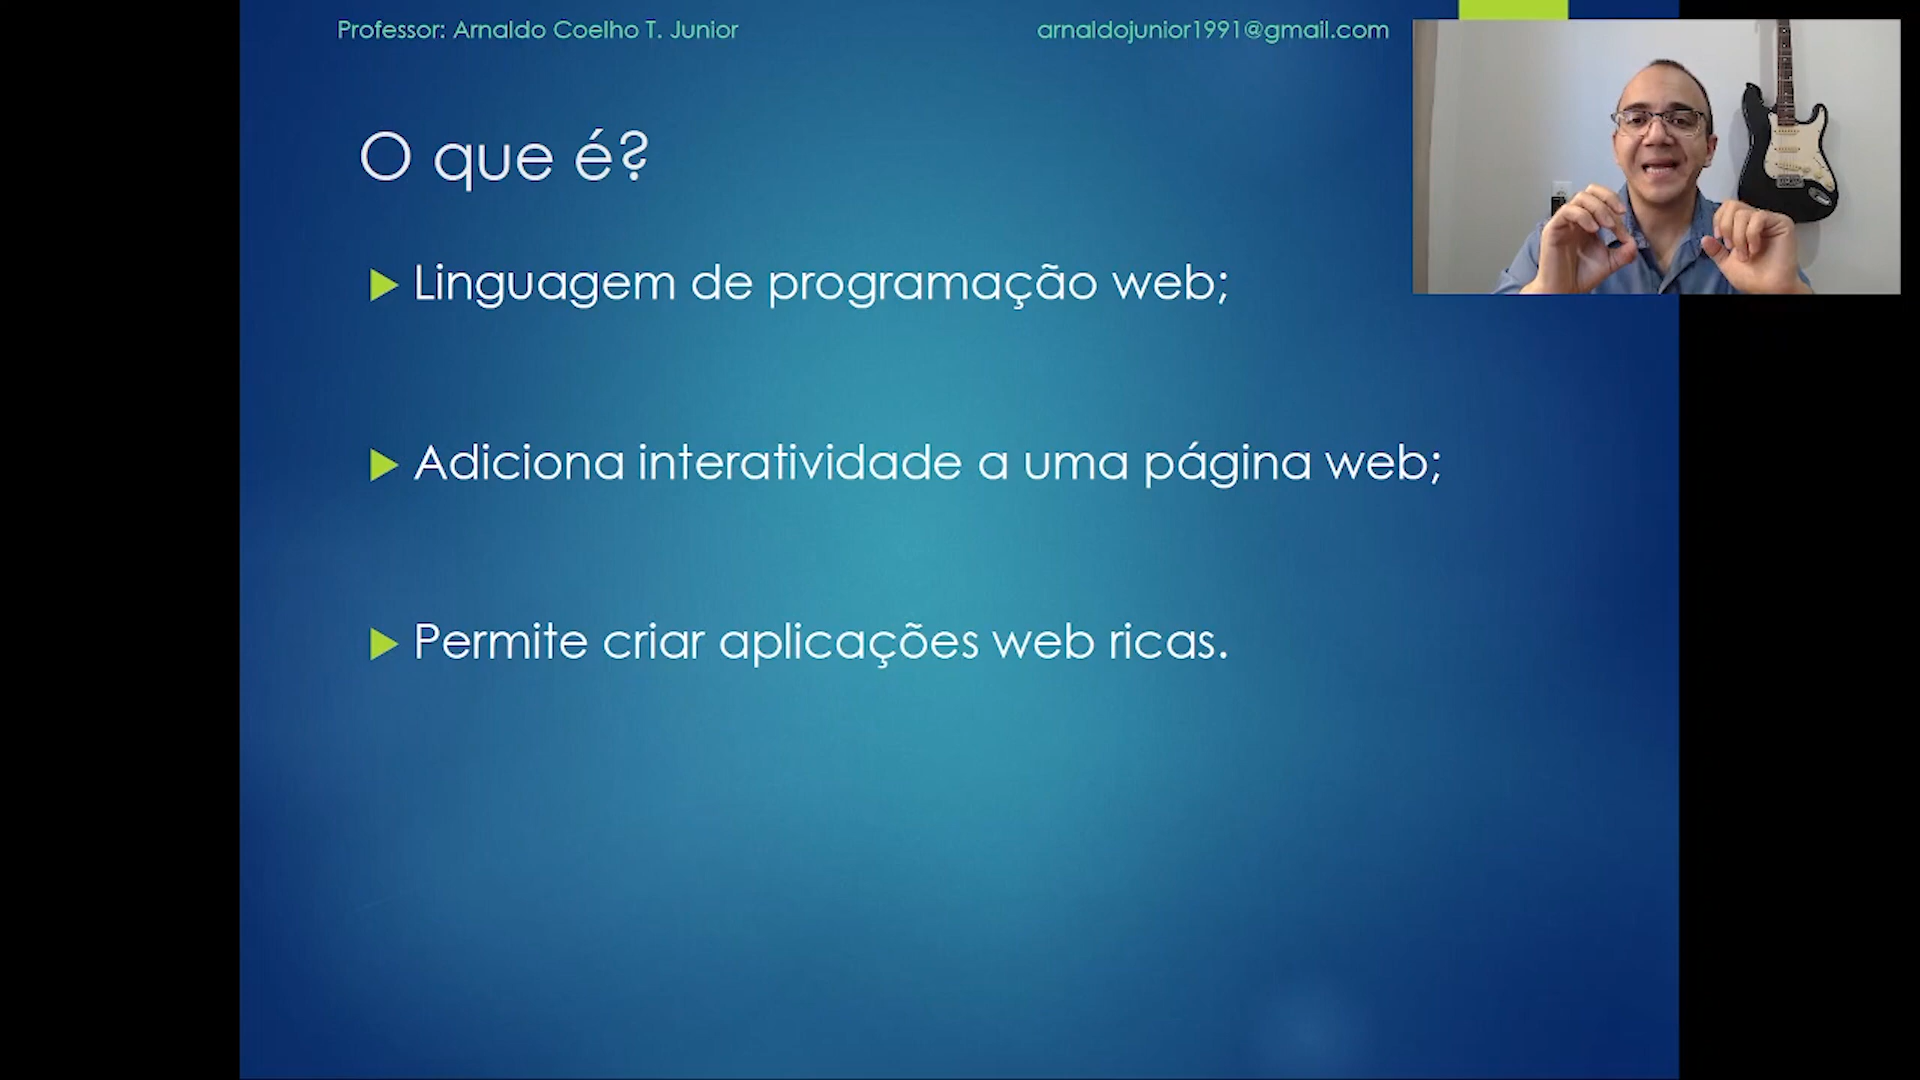 Professor: Arnaldo Coelho T. Junior
arnaldojunior1991@gmail.com
O que é?
Linguagem de programação web;
Adiciona interatividade a uma página web;
Permite criar aplicações web ricas.